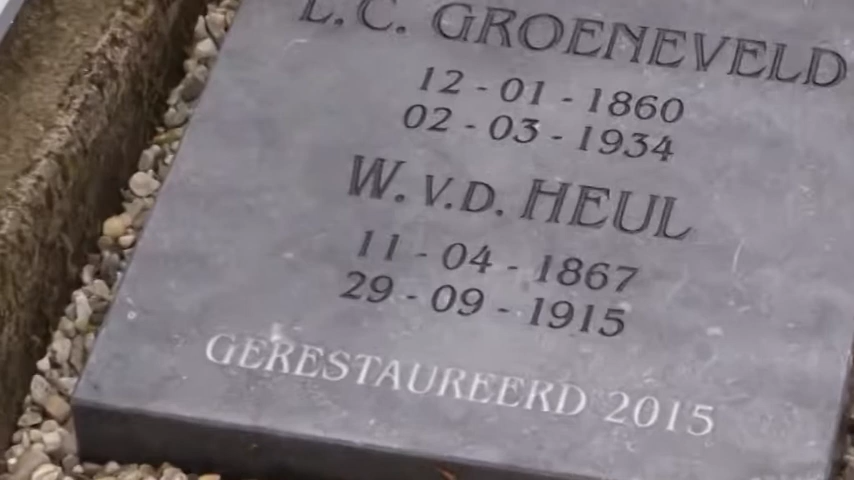 L.C. GROENEVELD
12 - 01 - 1860
02 - 03 - 1934
W. V.D. HEUL
11 - 04 - 1867
29 - 09 - 1915
GERESTAUREERD 2015